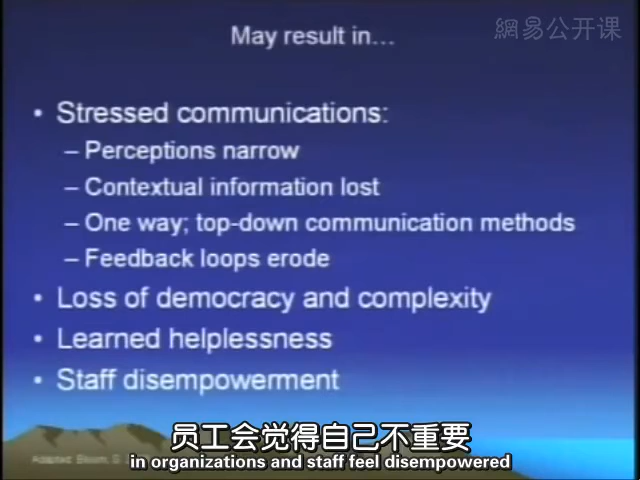 網易公开课
May result in...
• Stressed communications:
– Perceptions narrow
– Contextual information lost
– One way; top-down communication methods
– Feedback loops erode
• Loss of democracy and complexity
• Learned helplessness
• Staff disempowerment
员工会觉得自己不重要
in organizations and staff feel disempowered